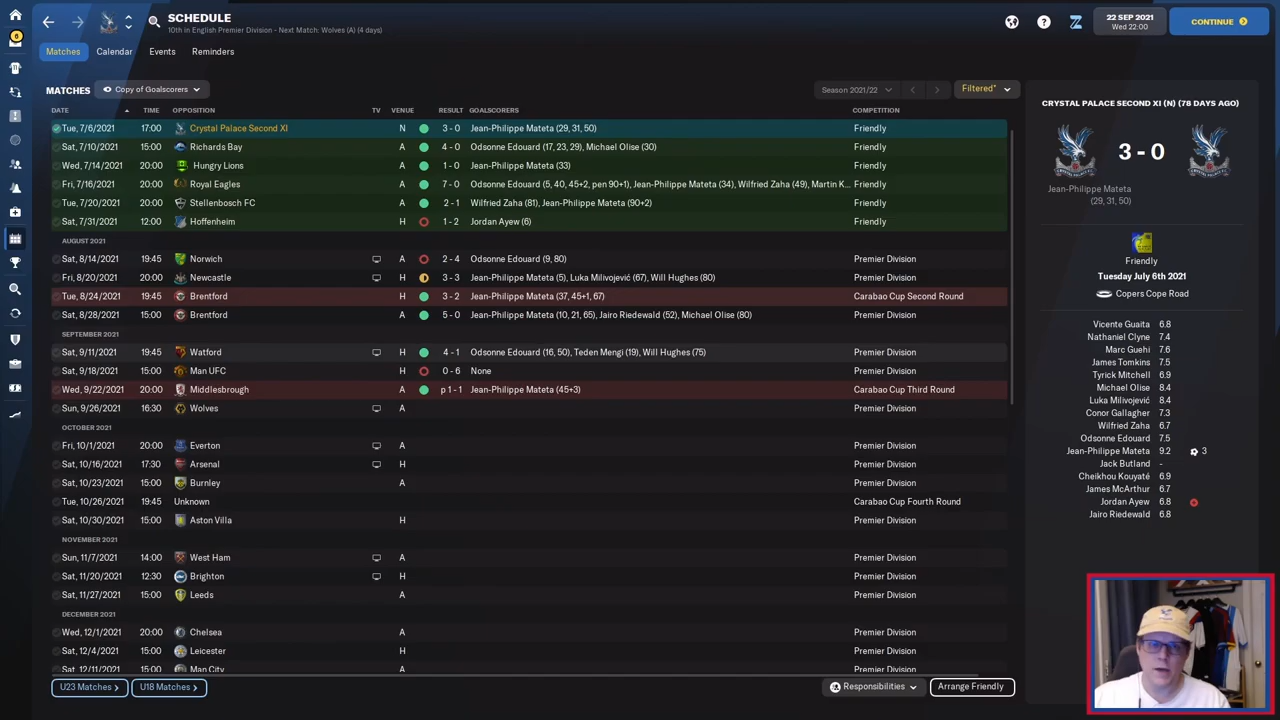 SCHEDULE
10th in English Premier Division - Next Match: Wolves (A) (4 days)
22 SEP 2021
Wed 22:00
CONTINUE
6
Matches Calendar Events Reminders
MATCHES Copy of Goalscorers Season 2021/22 Filtered*
DATE TIME OPPOSITION TV VENUE RESULT GOALSCORERS COMPETITION
Tue, 7/6/2021 17:00 Crystal Palace Second XI N 3 - 0 Jean-Philippe Mateta (29, 31, 50) Friendly
Sat, 7/10/2021 15:00 Richards Bay A 4 - 0 Odsonne Edouard (17, 23, 29), Michael Olise (30) Friendly
Wed, 7/14/2021 20:00 Hungry Lions A 1 - 0 Jean-Philippe Mateta (33) Friendly
Fri, 7/16/2021 20:00 Royal Eagles A 7 - 0 Odsonne Edouard (5, 40, 45+2, pen 90+1), Jean-Philippe Mateta (34), Wilfried Zaha (49), Martin K... Friendly
Tue, 7/20/2021 20:00 Stellenbosch FC A 2 - 1 Wilfried Zaha (81), Jean-Philippe Mateta (90+2) Friendly
Sat, 7/31/2021 12:00 Hoffenheim H 1 - 2 Jordan Ayew (6) Friendly
AUGUST 2021
Sat, 8/14/2021 19:45 Norwich A 2 - 4 Odsonne Edouard (9, 80) Premier Division
Fri, 8/20/2021 20:00 Newcastle H 3 - 3 Jean-Philippe Mateta (5), Luka Milivojević (67), Will Hughes (80) Premier Division
Tue, 8/24/2021 19:45 Brentford H 3 - 2 Jean-Philippe Mateta (37, 45+1, 67) Carabao Cup Second Round
Sat, 8/28/2021 15:00 Brentford A 5 - 0 Jean-Philippe Mateta (10, 21, 65), Jairo Riedewald (52), Michael Olise (80) Premier Division
SEPTEMBER 2021
Sat, 9/11/2021 19:45 Watford H 4 - 1 Odsonne Edouard (16, 50), Teden Mengi (19), Will Hughes (75) Premier Division
Sat, 9/18/2021 15:00 Man UFC H 0 - 6 None Premier Division
Wed, 9/22/2021 20:00 Middlesbrough A p 1 - 1 Jean-Philippe Mateta (45+3) Carabao Cup Third Round
Sun, 9/26/2021 16:30 Wolves A Premier Division
OCTOBER 2021
Fri, 10/1/2021 20:00 Everton A Premier Division
Sat, 10/16/2021 17:30 Arsenal H Premier Division
Sat, 10/23/2021 15:00 Burnley A Premier Division
Tue, 10/26/2021 19:45 Unknown Carabao Cup Fourth Round
Sat, 10/30/2021 15:00 Aston Villa H Premier Division
NOVEMBER 2021
Sun, 11/7/2021 14:00 West Ham A Premier Division
Sat, 11/20/2021 12:30 Brighton H Premier Division
Sat, 11/27/2021 15:00 Leeds A Premier Division
DECEMBER 2021
Wed, 12/1/2021 20:00 Chelsea A Premier Division
Sat, 12/4/2021 15:00 Leicester H Premier Division
Sat, 12/11/2021 15:00 Man City A Premier Division
U23 Matches U18 Matches Responsibilities Arrange Friendly
CRYSTAL PALACE SECOND XI (N) (78 DAYS AGO)
3 - 0
Jean-Philippe Mateta
(29, 31, 50)
Friendly
Tuesday July 6th 2021
Copers Cope Road
Vicente Guaita 6.8
Nathaniel Clyne 7.4
Marc Guehi 7.6
James Tomkins 7.5
Tyrick Mitchell 6.9
Michael Olise 8.4
Luka Milivojević 8.4
Conor Gallagher 7.3
Wilfried Zaha 6.7
Odsonne Edouard 7.5
Jean-Philippe Mateta 9.2 3
Jack Butland -
Cheikhou Kouyaté 6.9
James McArthur 6.7
Jordan Ayew 6.8
Jairo Riedewald 6.8